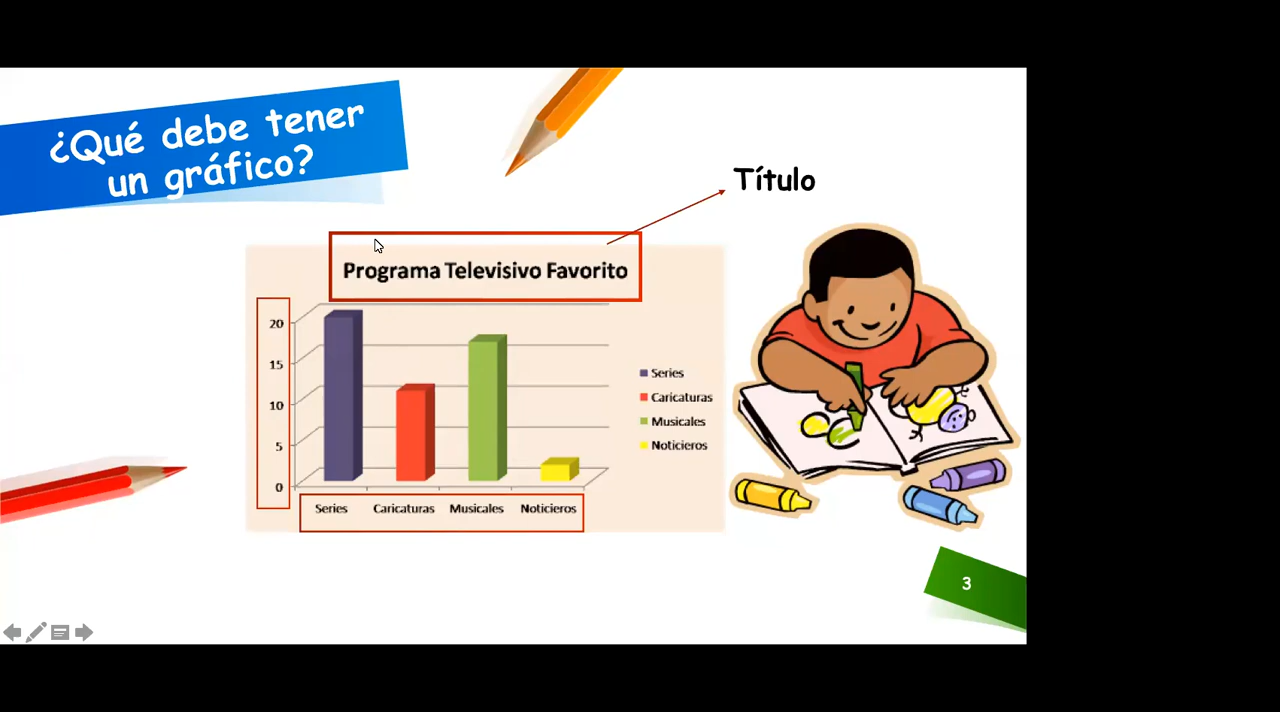 ¿Qué debe tener
un gráfico?
Título
Programa Televisivo Favorito
20
15
10
5
0
Series
Caricaturas
Musicales
Noticieros
Series Caricaturas Musicales Noticieros
3